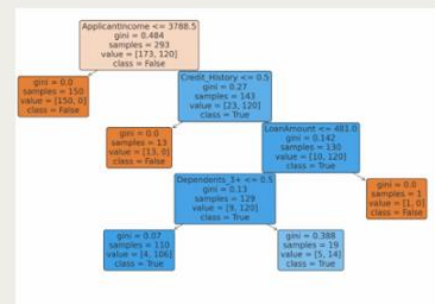 ApplicantIncome <= 3788.5
gini = 0.484
samples = 293
value = [173, 120]
class = False
gini = 0.0
samples = 150
value = [150, 0]
class = False
Credit_History <= 0.5
gini = 0.27
samples = 143
value = [23, 120]
class = True
gini = 0.0
samples = 13
value = [13, 0]
class = False
LoanAmount <= 481.0
gini = 0.142
samples = 130
value = [10, 120]
class = True
Dependents_3+ <= 0.5
gini = 0.13
samples = 129
value = [9, 120]
class = True
gini = 0.0
samples = 1
value = [1, 0]
class = False
gini = 0.07
samples = 110
value = [4, 106]
class = True
gini = 0.388
samples = 19
value = [5, 14]
class = True